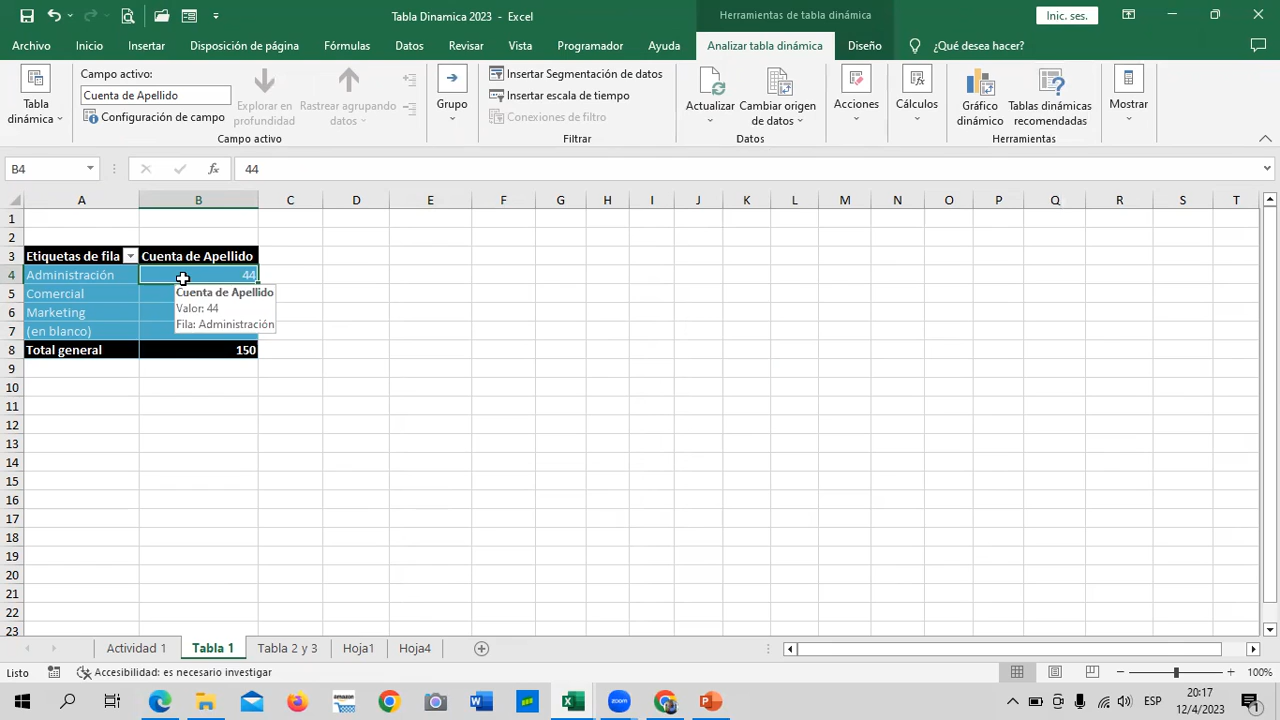 Tabla Dinamica 2023 - Excel
Herramientas de tabla dinámica
Inic. ses.
Archivo
Inicio
Insertar
Disposición de página
Fórmulas
Datos
Revisar
Vista
Programador
Ayuda
Analizar tabla dinámica
Diseño
¿Qué desea hacer?
Tabla
dinámica
Campo activo:
Cuenta de Apellido
Configuración de campo
Explorar en
profundidad
Rastrear agrupando
datos
Campo activo
Grupo
Insertar Segmentación de datos
Insertar escala de tiempo
Conexiones de filtro
Filtrar
Actualizar
Cambiar origen
de datos
Datos
Acciones
Cálculos
Gráfico
dinámico
Tablas dinámicas
recomendadas
Herramientas
Mostrar
B4
fx
44
A B C D E F G H I J K L M N O P Q R S T
1
2
3 Etiquetas de fila Cuenta de Apellido
4 Administración 44
5 Comercial
6 Marketing
7 (en blanco)
8 Total general 150
Cuenta de Apellido
Valor: 44
Fila: Administración
9
10
11
12
13
14
15
16
17
18
19
20
21
22
23
Actividad 1
Tabla 1
Tabla 2 y 3
Hoja1
Hoja4
Listo
Accesibilidad: es necesario investigar
100%
amazon
ESP
20:17
12/4/2023